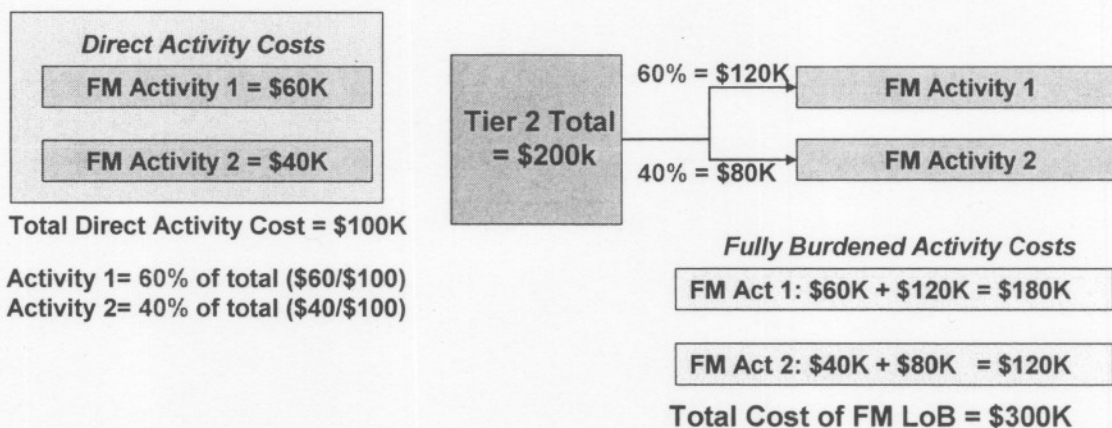 Direct Activity Costs
FM Activity 1 = $60K
FM Activity 2 = $40K
Total Direct Activity Cost = $100K
Activity 1= 60% of total ($60/$100)
Activity 2= 40% of total ($40/$100)
Tier 2 Total
= $200k
60% = $120K
40% = $80K
FM Activity 1
FM Activity 2
Fully Burdened Activity Costs
FM Act 1: $60K + $120K = $180K
FM Act 2: $40K + $80K = $120K
Total Cost of FM LoB = $300K